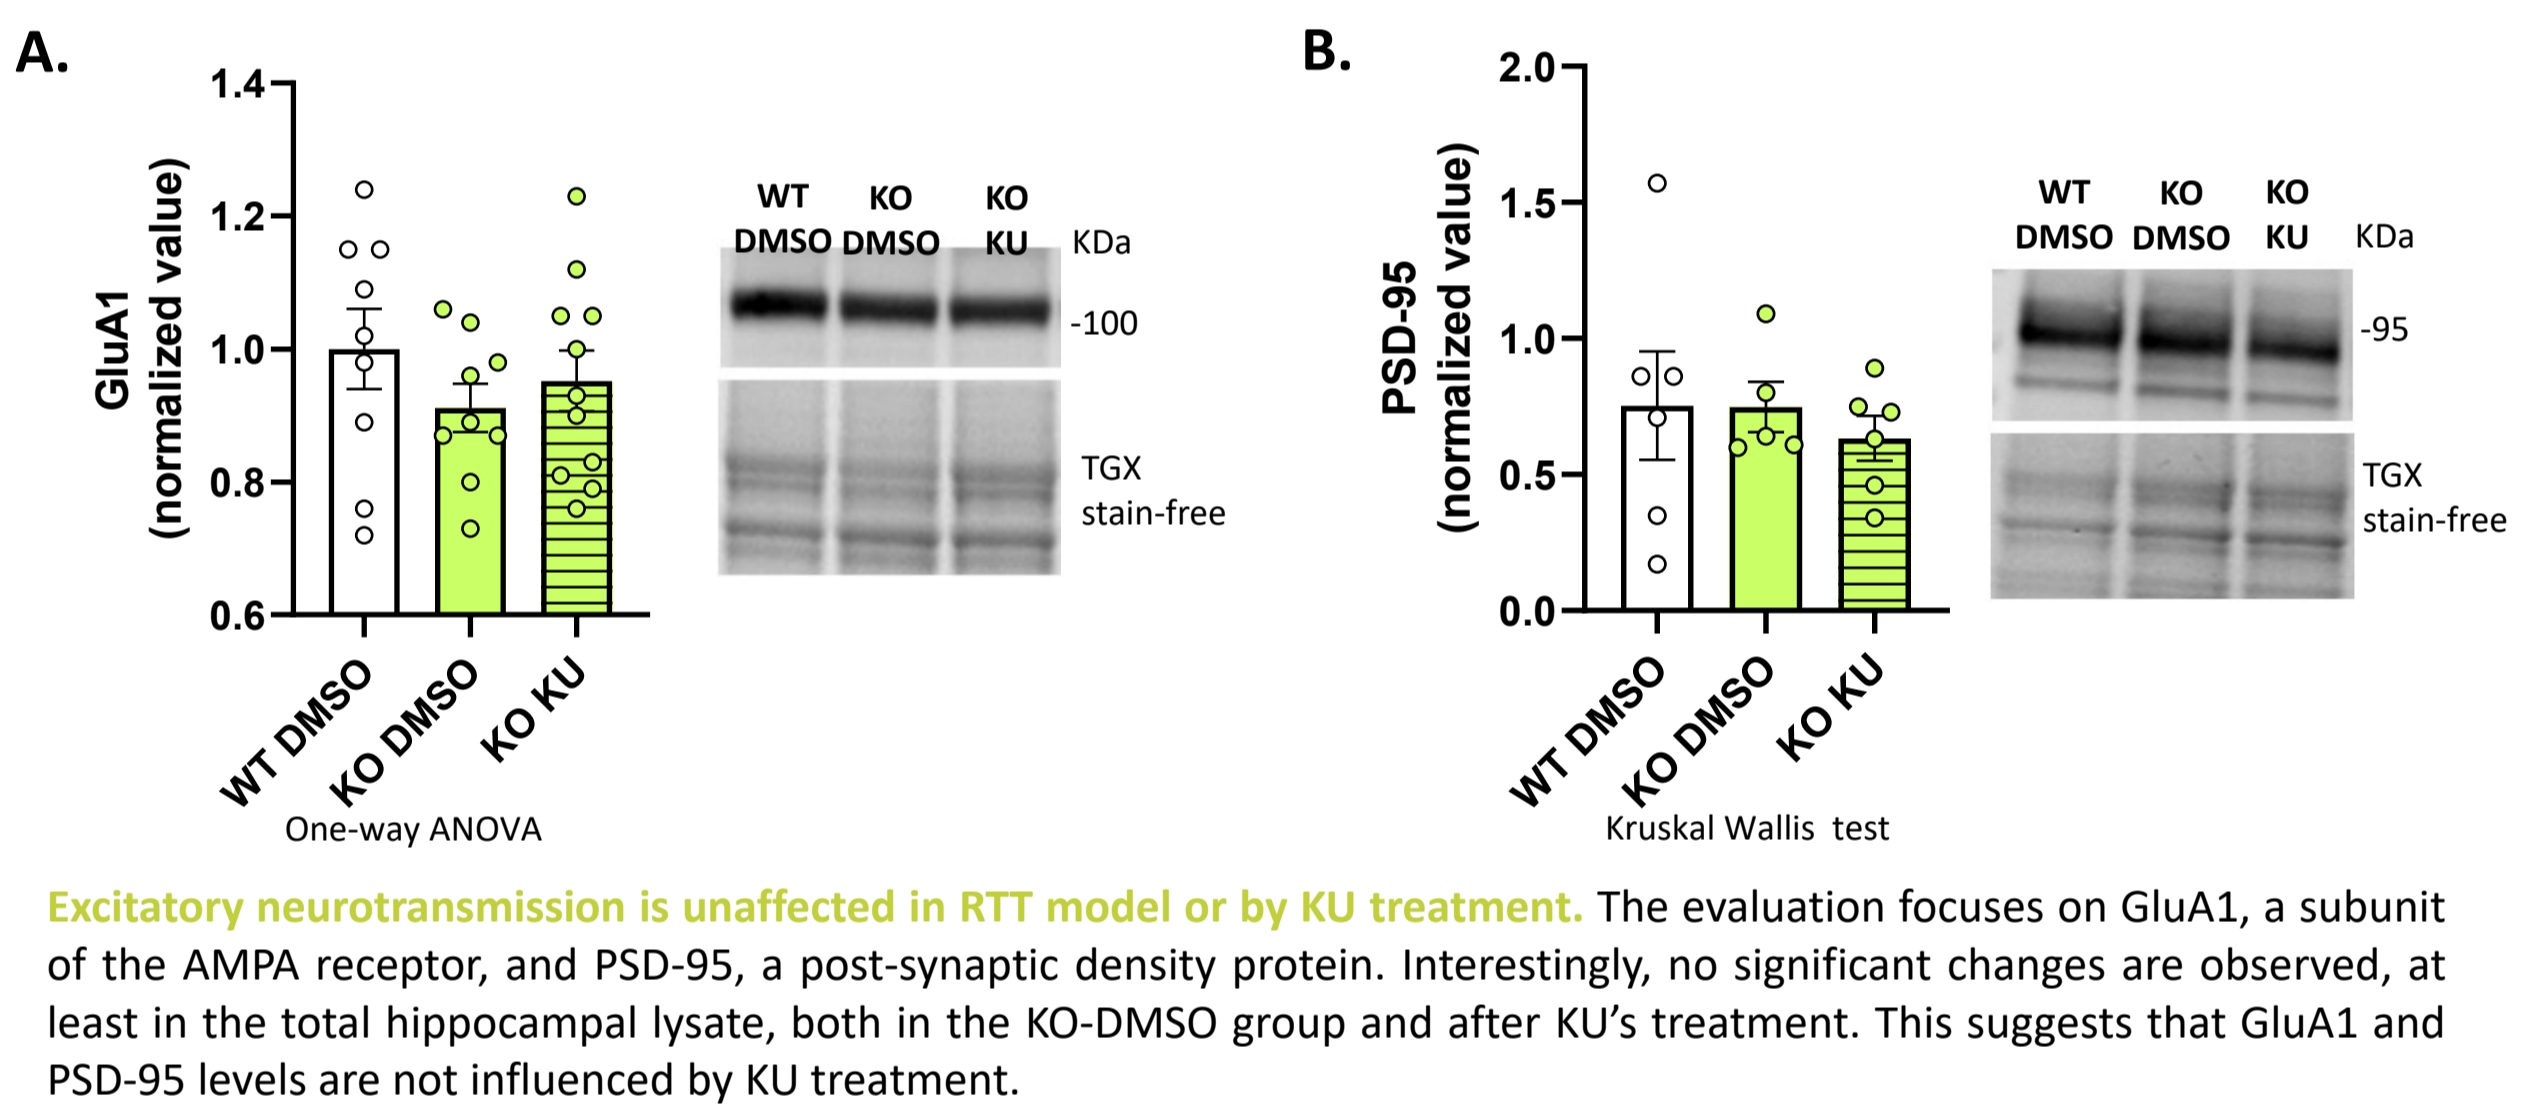 A.
1.4
1.2
1.0
0.8
0.6
GluA1
(normalized value)
WT DMSO
KO DMSO
KO KU
One-way ANOVA
WT KO KO
DMSO DMSO KU KDa
-100
TGX
stain-free
B.
2.0
1.5
1.0
0.5
0.0
PSD-95
(normalized value)
WT DMSO
KO DMSO
KO KU
Kruskal Wallis test
WT KO KO
DMSO DMSO KU KDa
-95
TGX
stain-free
Excitatory neurotransmission is unaffected in RTT model or by KU treatment. The evaluation focuses on GluA1, a subunit
of the AMPA receptor, and PSD-95, a post-synaptic density protein. Interestingly, no significant changes are observed, at
least in the total hippocampal lysate, both in the KO-DMSO group and after KU’s treatment. This suggests that GluA1 and
PSD-95 levels are not influenced by KU treatment.